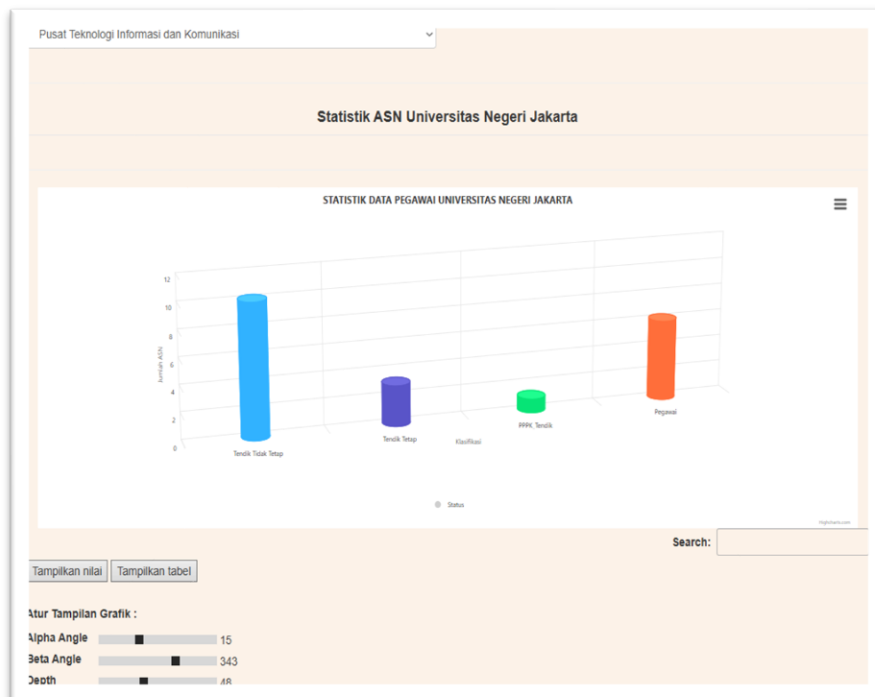 Pusat Teknologi Informasi dan Komunikasi
Statistik ASN Universitas Negeri Jakarta
STATISTIK DATA PEGAWAI UNIVERSITAS NEGERI JAKARTA
12
10
8
6
4
2
0
Jumlah ASN
Tendik Tidak Tetap
Tendik Tetap
PPPK_Tendik
Pegawai
Klasifikasi
Status
Highcharts.com
Search:
Tampilkan nilai Tampilkan tabel
Atur Tampilan Grafik :
Alpha Angle 15
Beta Angle 343
Depth 48